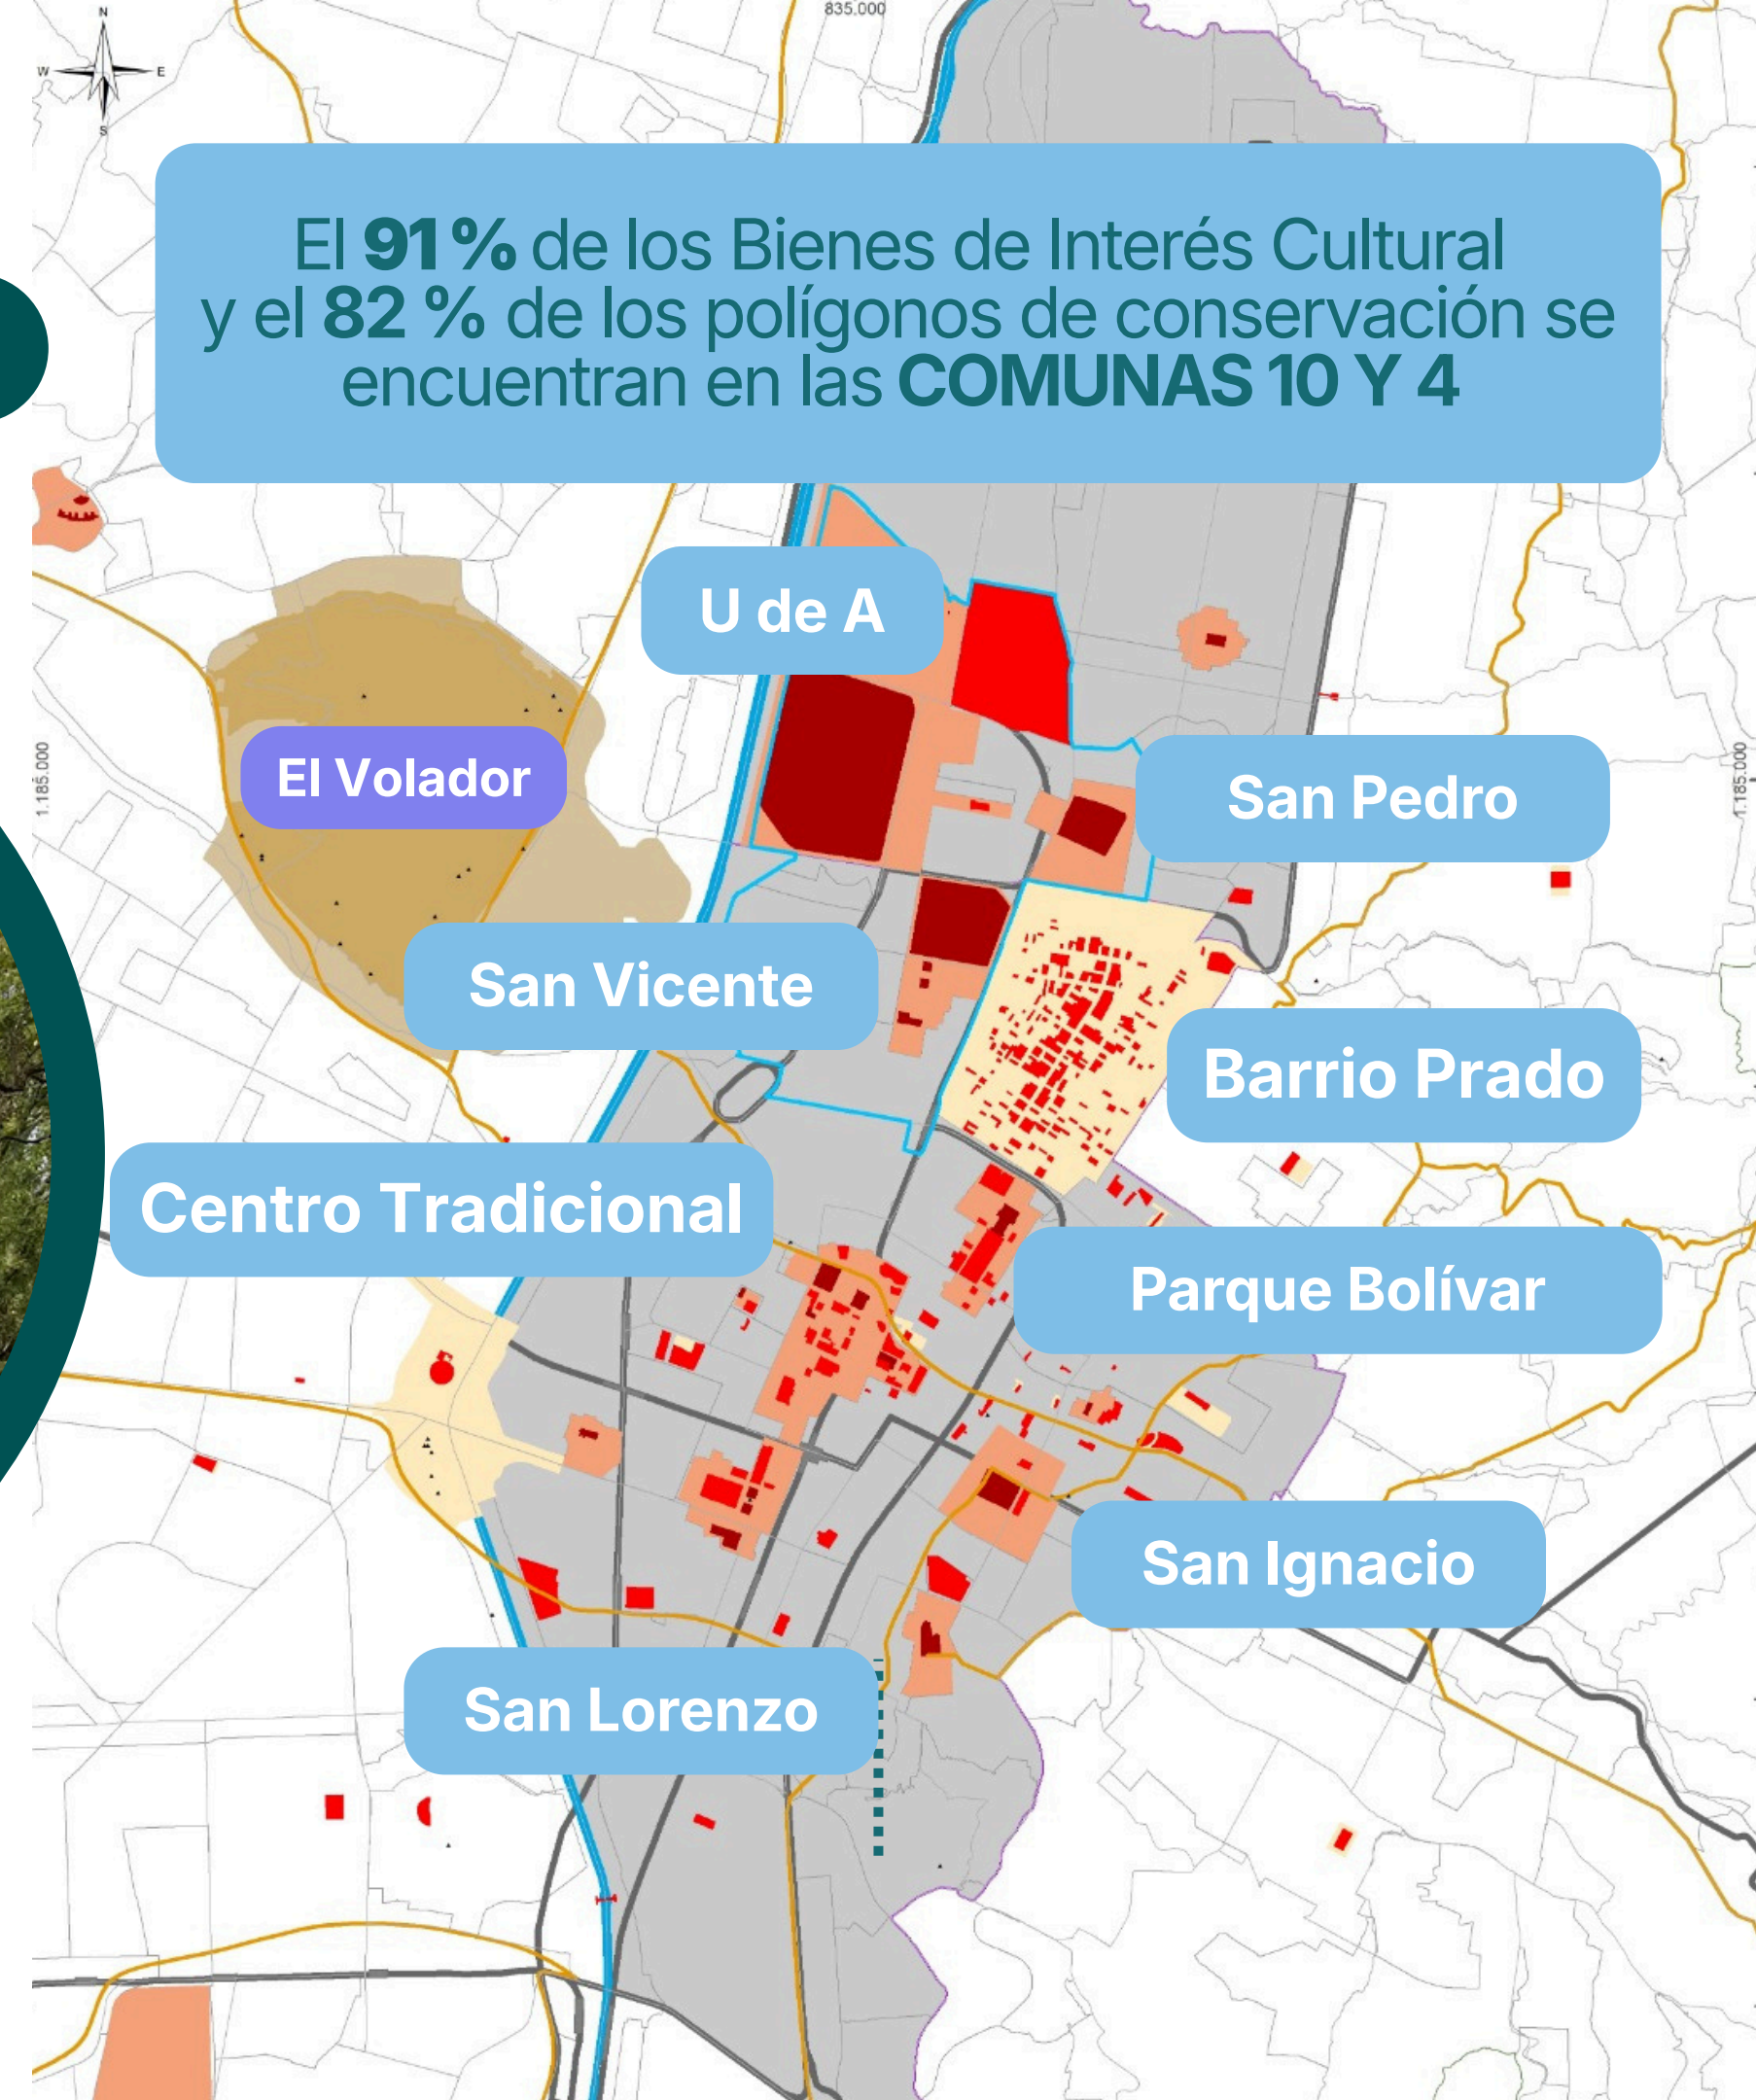 835.000
N
W
E
S
El 91 % de los Bienes de Interés Cultural
y el 82 % de los polígonos de conservación se
encuentran en las COMUNAS 10 Y 4
U de A
El Volador
1.185.000
1.185.000
San Pedro
San Vicente
Barrio Prado
Centro Tradicional
Parque Bolívar
San Ignacio
San Lorenzo